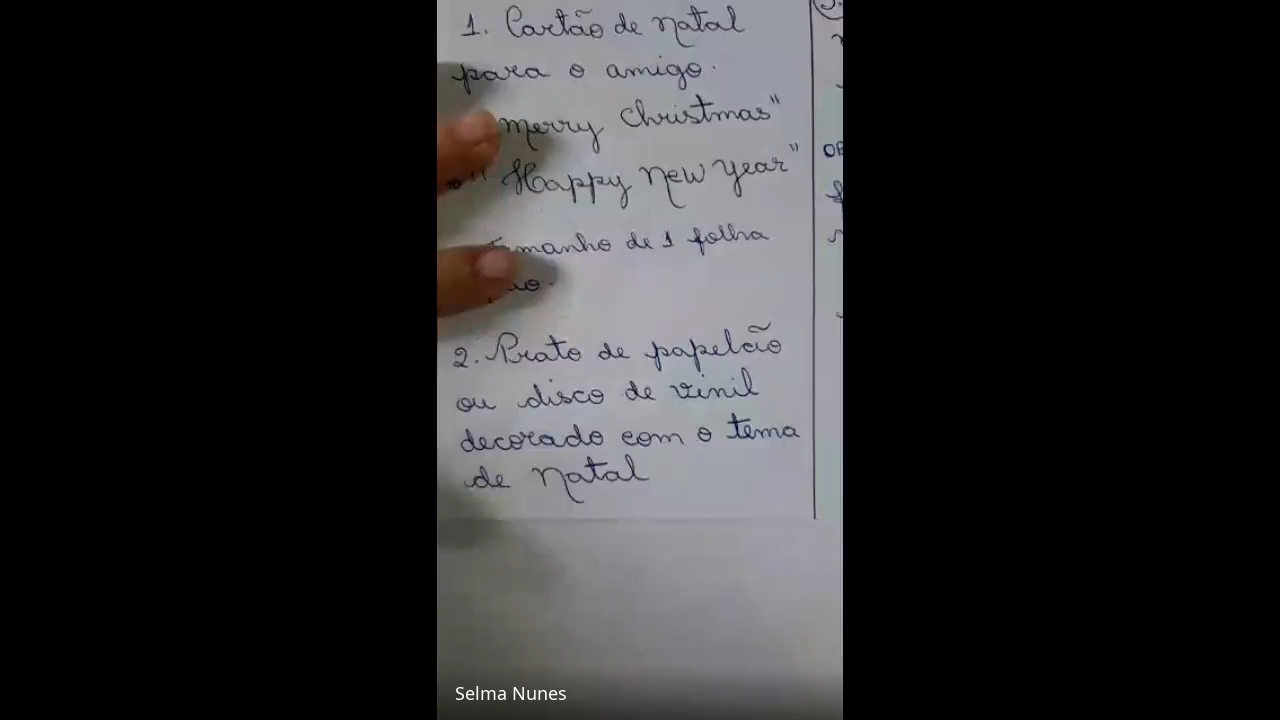 1. Cartão de natal
para o amigo.
merry christmas"
" Happy new year"
manho de 1 folha
2. Prato de papelão
ou disco de vinil
decorado com o tema
de natal
Selma Nunes